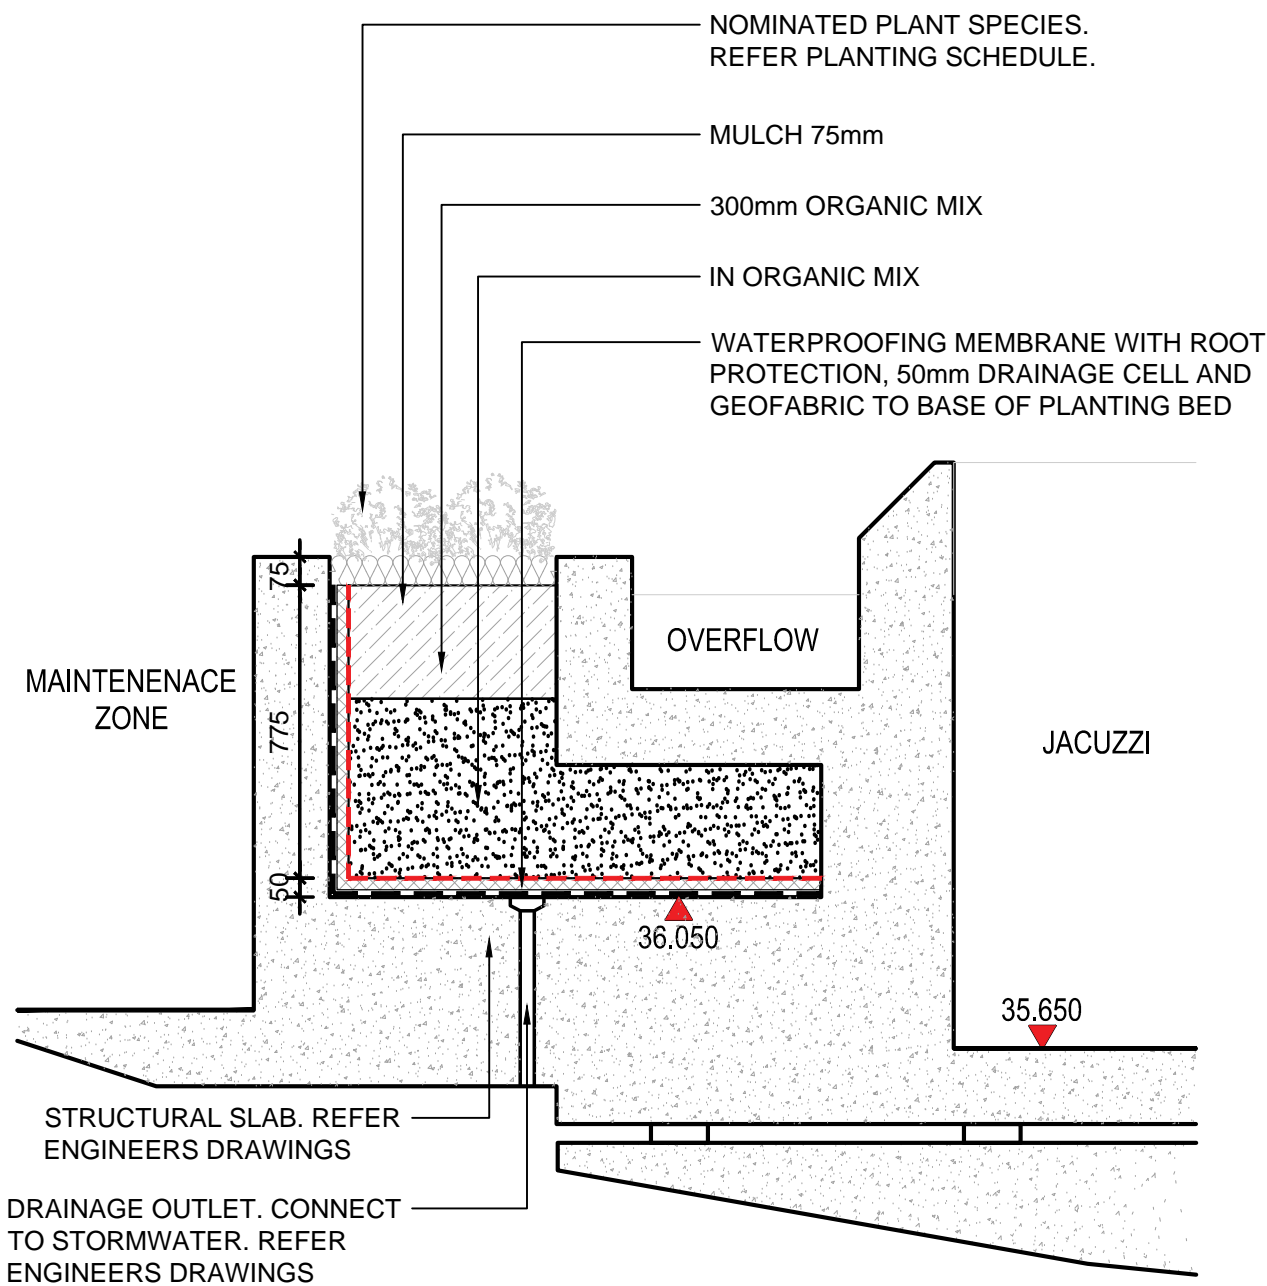 NOMINATED PLANT SPECIES.
REFER PLANTING SCHEDULE.
MULCH 75mm
300mm ORGANIC MIX
IN ORGANIC MIX
WATERPROOFING MEMBRANE WITH ROOT
PROTECTION, 50mm DRAINAGE CELL AND
GEOFABRIC TO BASE OF PLANTING BED
75
775
50
MAINTENENACE
ZONE
OVERFLOW
JACUZZI
36.050
35.650
STRUCTURAL SLAB. REFER
ENGINEERS DRAWINGS
DRAINAGE OUTLET. CONNECT
TO STORMWATER. REFER
ENGINEERS DRAWINGS